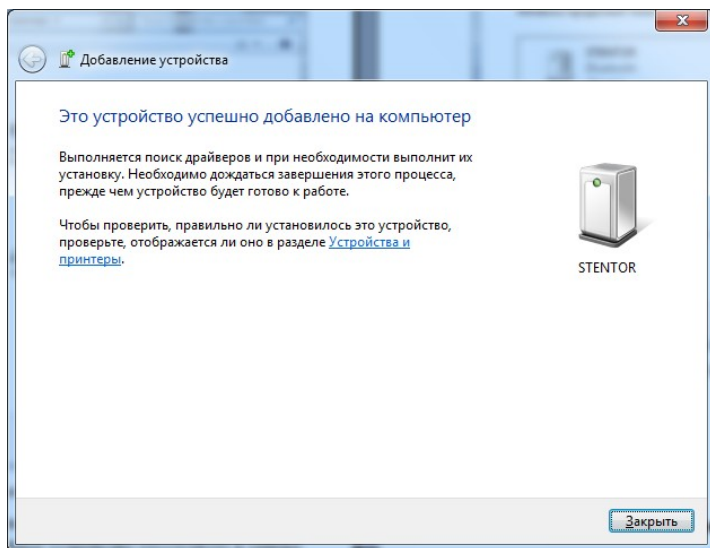 Добавление устройства
Это устройство успешно добавлено на компьютер
Выполняется поиск драйверов и при необходимости выполнит их
установку. Необходимо дождаться завершения этого процесса,
прежде чем устройство будет готово к работе.
Чтобы проверить, правильно ли установилось это устройство,
проверьте, отображается ли оно в разделе Устройства и
принтеры.
STENTOR
Закрыть